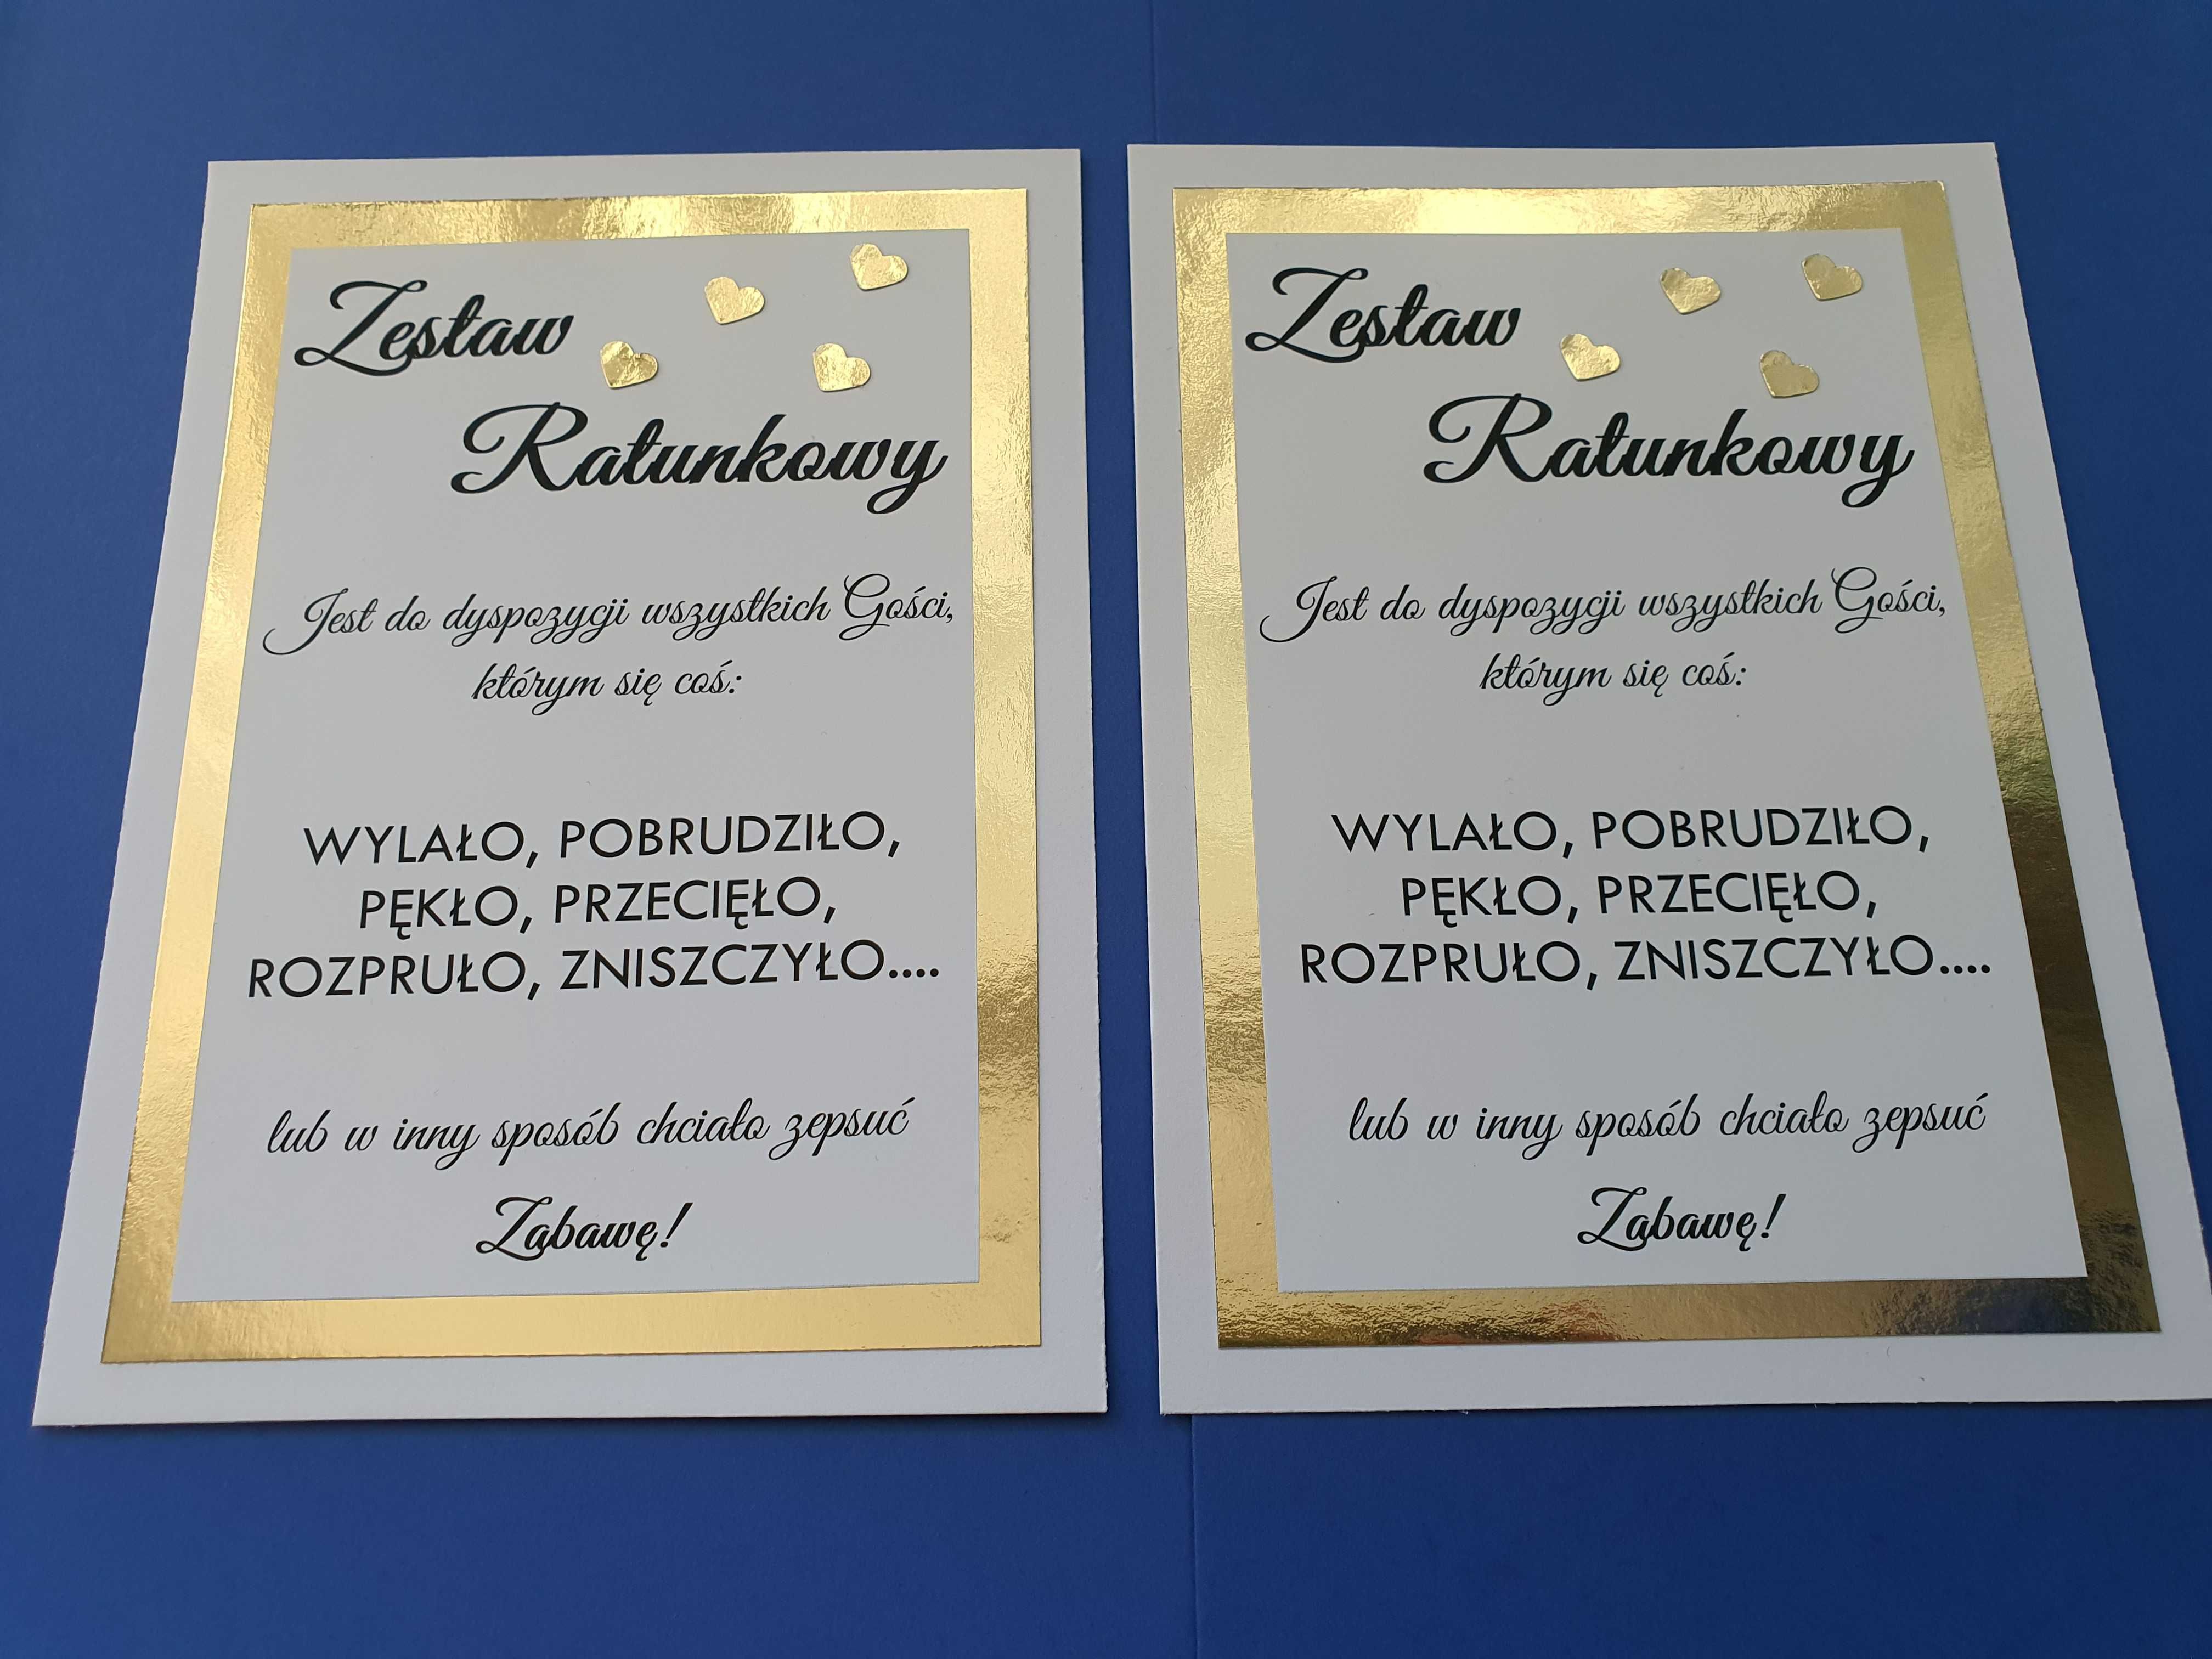 Zestaw
Ratunkowy
Jest do dyspozycji wszystkich Gości,
którym się coś:
WYLAŁO, POBRUDZIŁO,
PĘKŁO, PRZECIĘŁO,
ROZPRUŁO, ZNISZCZYŁO....
lub w inny sposób chciało zepsuć
Zabawę!
Zestaw
Ratunkowy
Jest do dyspozycji wszystkich Gości,
którym się coś:
WYLAŁO, POBRUDZIŁO,
PĘKŁO, PRZECIĘŁO,
ROZPRUŁO, ZNISZCZYŁO....
lub w inny sposób chciało zepsuć
Zabawę!